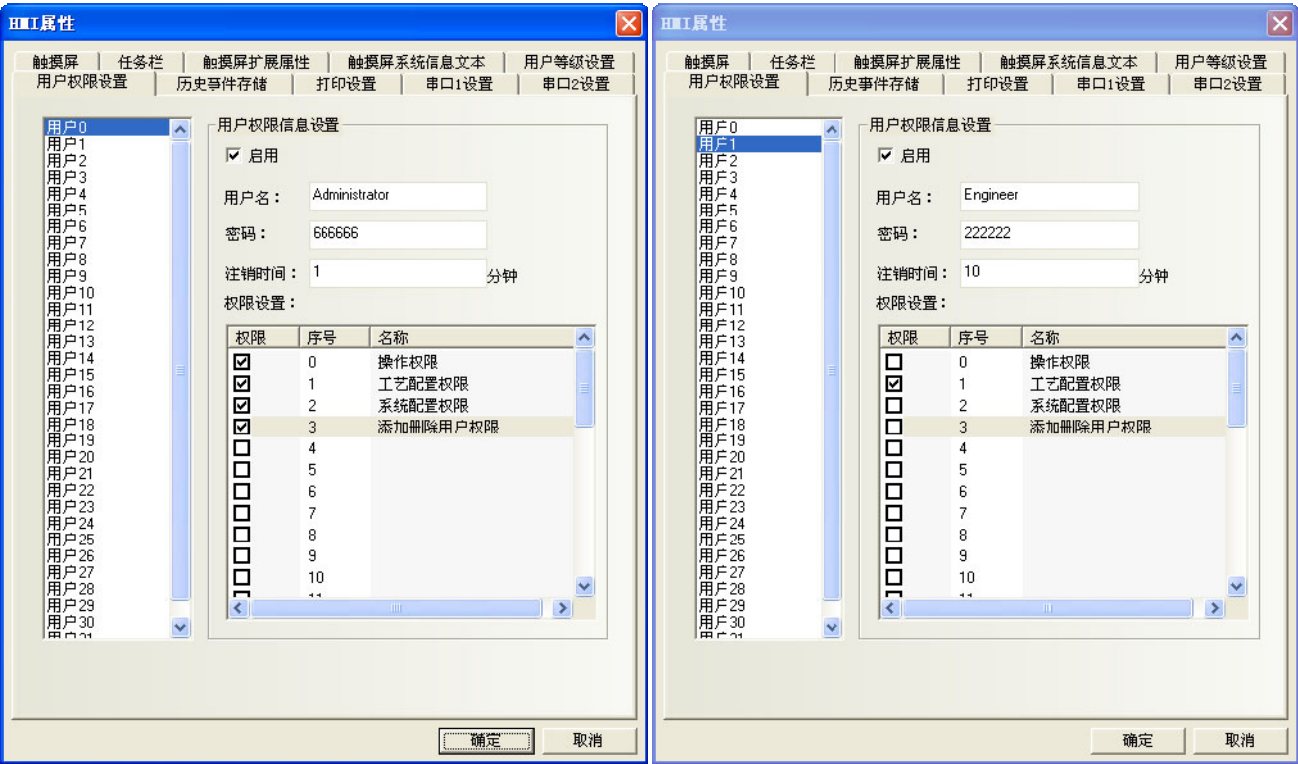 HMI属性
触摸屏 任务栏 触摸屏扩展属性 触摸屏系统信息文本 用户等级设置
用户权限设置 历史事件存储 打印设置 串口1设置 串口2设置
用户0
用户1
用户2
用户3
用户4
用户5
用户6
用户7
用户8
用户9
用户10
用户11
用户12
用户13
用户14
用户15
用户16
用户17
用户18
用户19
用户20
用户21
用户22
用户23
用户24
用户25
用户26
用户27
用户28
用户29
用户30
用户权限信息设置
启用
用户名： Administrator
密码： 666666
注销时间： 1 分钟
权限设置：
权限 序号 名称
0 操作权限
1 工艺配置权限
2 系统配置权限
3 添加删除用户权限
4
5
6
7
8
9
10
确定 取消
HMI属性
触摸屏 任务栏 触摸屏扩展属性 触摸屏系统信息文本 用户等级设置
用户权限设置 历史事件存储 打印设置 串口1设置 串口2设置
用户0
用户1
用户2
用户3
用户4
用户5
用户6
用户7
用户8
用户9
用户10
用户11
用户12
用户13
用户14
用户15
用户16
用户17
用户18
用户19
用户20
用户21
用户22
用户23
用户24
用户25
用户26
用户27
用户28
用户29
用户30
用户权限信息设置
启用
用户名： Engineer
密码： 222222
注销时间： 10 分钟
权限设置：
权限 序号 名称
0 操作权限
1 工艺配置权限
2 系统配置权限
3 添加删除用户权限
4
5
6
7
8
9
10
确定 取消